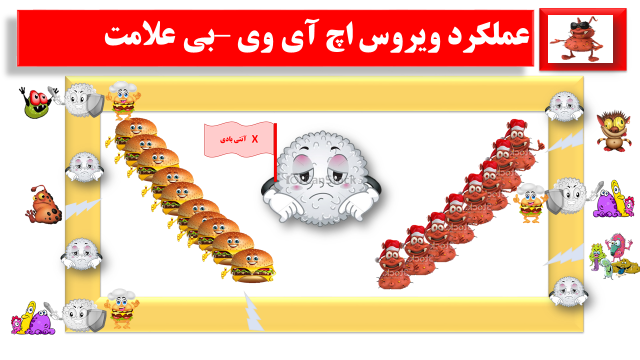 عملکرد ویروس اچ آی وی –بی علامت
آنتی بادی X